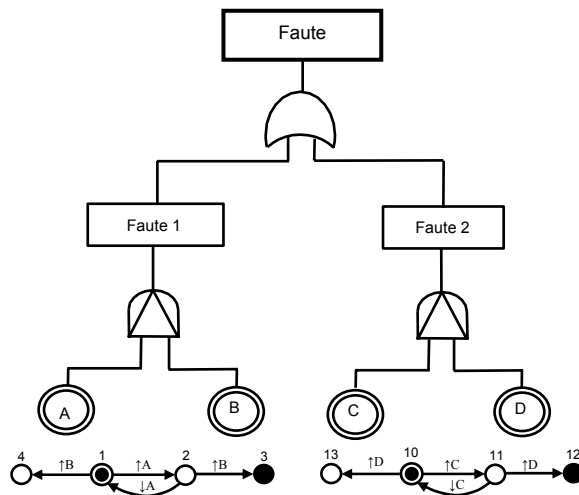 Faute
Faute 1
Faute 2
A
B
C
D
4 ↑B 1 ↑A ↓A 2 ↑B 3
13 ↑D 10 ↑C ↓C 11 ↑D 12